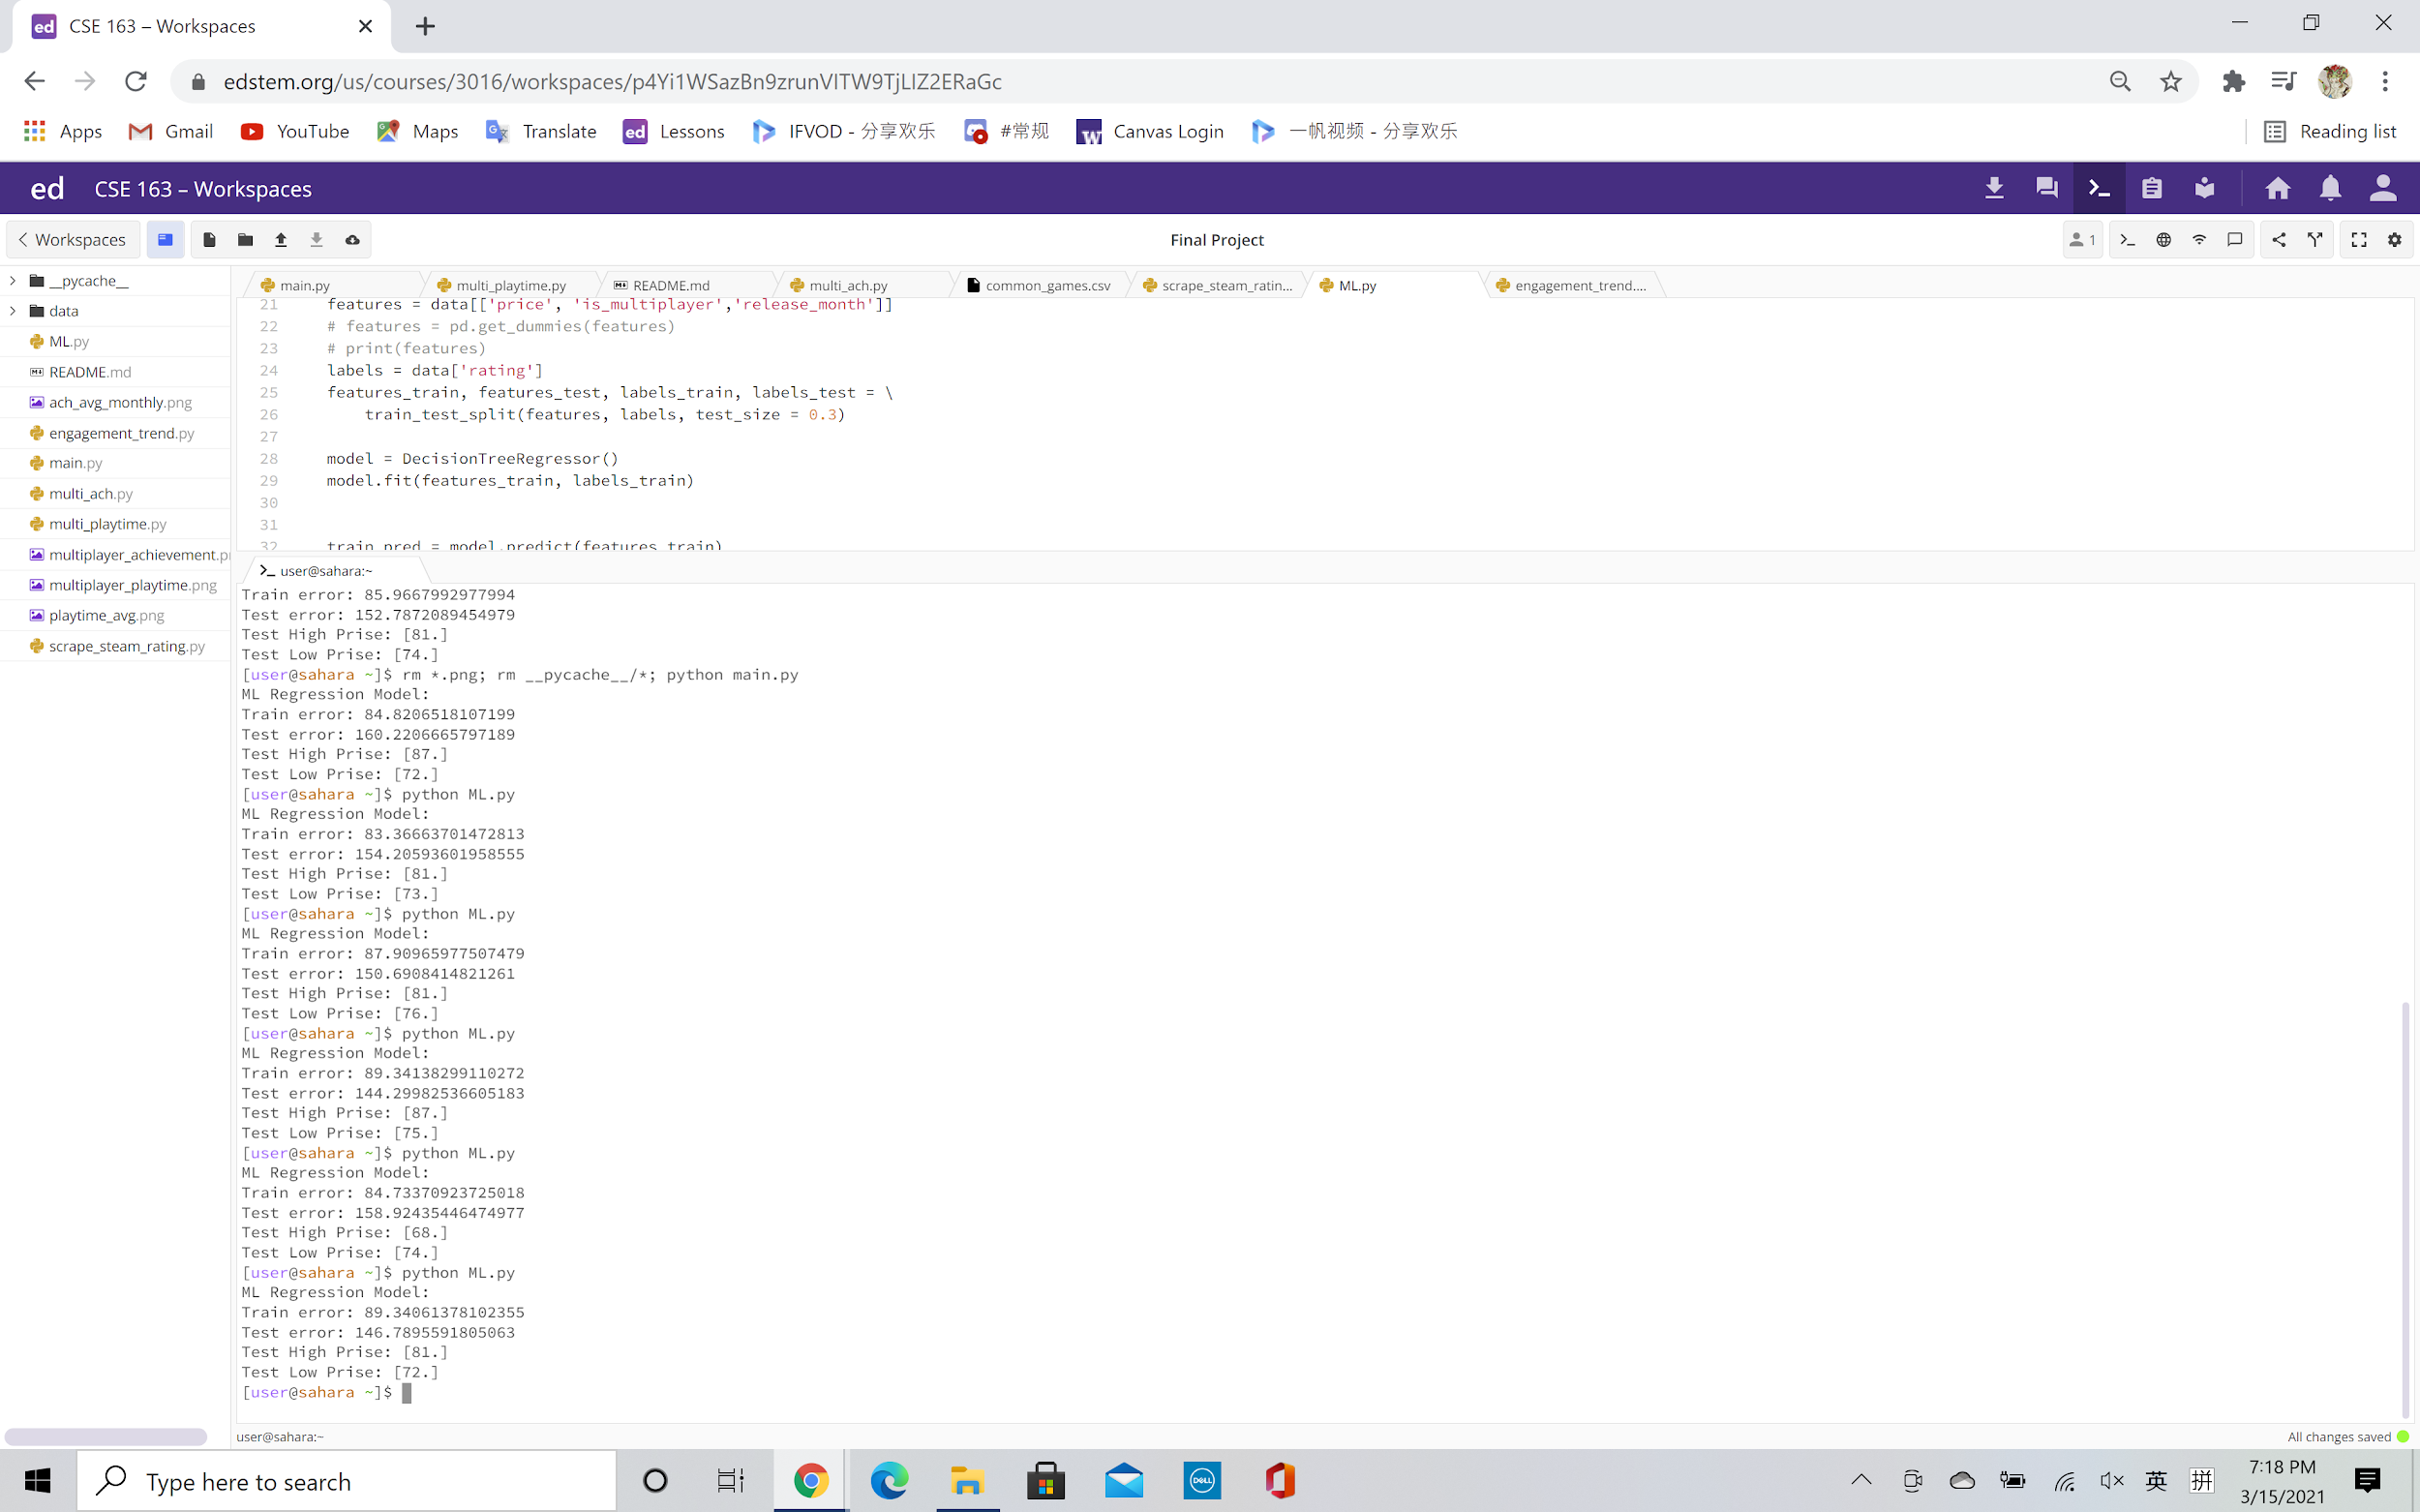 ed CSE 163 – Workspaces
edstem.org/us/courses/3016/workspaces/p4Yi1WSazBn9zrunVITW9TjLIZ2ERaGc
Apps Gmail YouTube Maps Translate ed Lessons IFVOD - 分享欢乐 #常规 W Canvas Login 一帆视频 - 分享欢乐 Reading list
ed CSE 163 – Workspaces
Workspaces Final Project 1
__pycache__
data
ML.py
README.md
ach_avg_monthly.png
engagement_trend.py
main.py
multi_ach.py
multi_playtime.py
multiplayer_achievement.p
multiplayer_playtime.png
playtime_avg.png
scrape_steam_rating.py
main.py multi_playtime.py README.md multi_ach.py common_games.csv scrape_steam_ratin... ML.py engagement_trend....
21 features = data[['price', 'is_multiplayer','release_month']]
22 # features = pd.get_dummies(features)
23 # print(features)
24 labels = data['rating']
25 features_train, features_test, labels_train, labels_test = \
26 train_test_split(features, labels, test_size = 0.3)
27
28 model = DecisionTreeRegressor()
29 model.fit(features_train, labels_train)
30
31
32 train_pred = model.predict(features_train)
user@sahara:~
Train error: 85.9667992977994
Test error: 152.7872089454979
Test High Prise: [81.]
Test Low Prise: [74.]
[user@sahara ~]$ rm *.png; rm __pycache__/*; python main.py
ML Regression Model:
Train error: 84.8206518107199
Test error: 160.2206665797189
Test High Prise: [87.]
Test Low Prise: [72.]
[user@sahara ~]$ python ML.py
ML Regression Model:
Train error: 83.36663701472813
Test error: 154.20593601958555
Test High Prise: [81.]
Test Low Prise: [73.]
[user@sahara ~]$ python ML.py
ML Regression Model:
Train error: 87.90965977507479
Test error: 150.6908414821261
Test High Prise: [81.]
Test Low Prise: [76.]
[user@sahara ~]$ python ML.py
ML Regression Model:
Train error: 89.34138299110272
Test error: 144.29982536605183
Test High Prise: [87.]
Test Low Prise: [75.]
[user@sahara ~]$ python ML.py
ML Regression Model:
Train error: 84.73370923725018
Test error: 158.92435446474977
Test High Prise: [68.]
Test Low Prise: [74.]
[user@sahara ~]$ python ML.py
ML Regression Model:
Train error: 89.34061378102355
Test error: 146.7895591805063
Test High Prise: [81.]
Test Low Prise: [72.]
[user@sahara ~]$
user@sahara:~ All changes saved
Type here to search DELL 英 拼 7:18 PM
3/15/2021